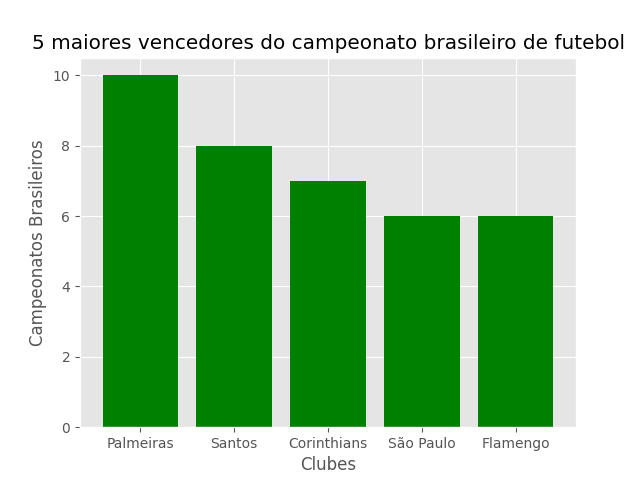 5 maiores vencedores do campeonato brasileiro de futebol
Campeonatos Brasileiros
10
8
6
4
2
0
Palmeiras Santos Corinthians São Paulo Flamengo
Clubes